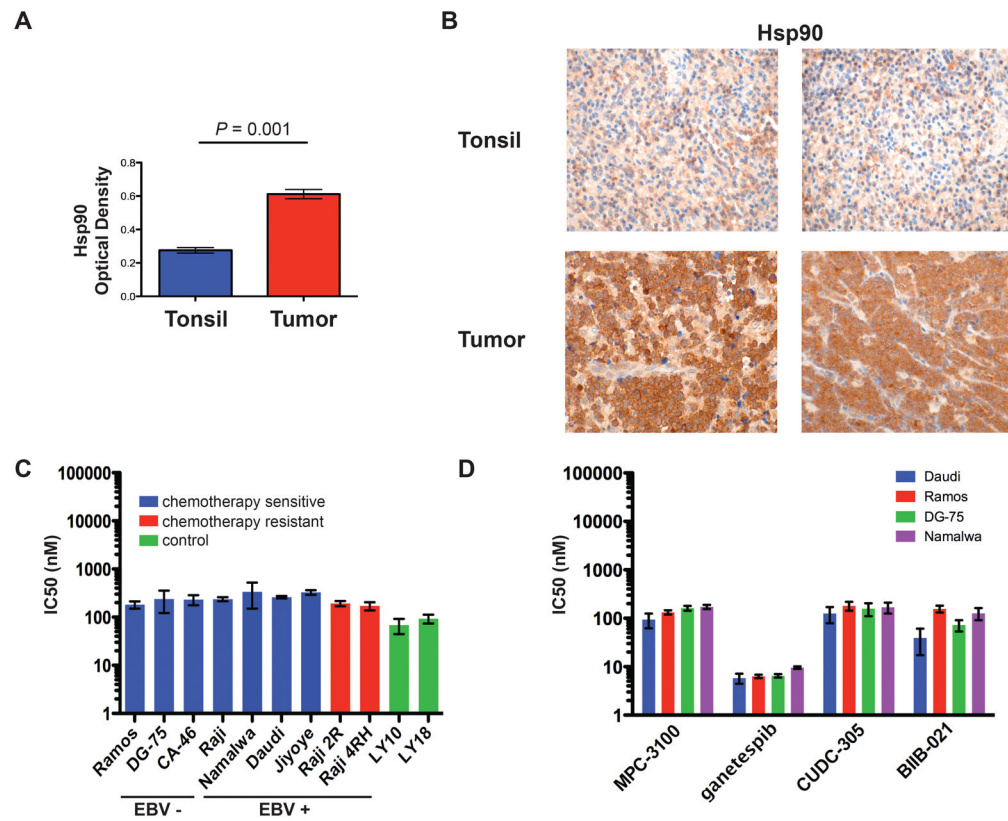 A
P = 0.001
Hsp90
Optical Density
0.8
0.6
0.4
0.2
0.0
Tonsil
Tumor
B
Hsp90
Tonsil
Tumor
C
IC50 (nM)
100000
10000
1000
100
10
1
chemotherapy sensitive
chemotherapy resistant
control
Ramos
DG-75
CA-46
Raji
Namalwa
Daudi
Jiyoye
Raji 2R
Raji 4RH
LY10
LY18
EBV -
EBV +
D
IC50 (nM)
100000
10000
1000
100
10
1
Daudi
Ramos
DG-75
Namalwa
MPC-3100
ganetespib
CUDC-305
BIIB-021